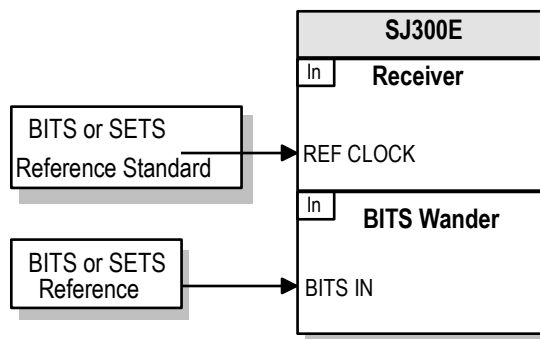 SJ300E
In
Receiver
BITS or SETS
Reference Standard
REF CLOCK
In
BITS Wander
BITS or SETS
Reference
BITS IN